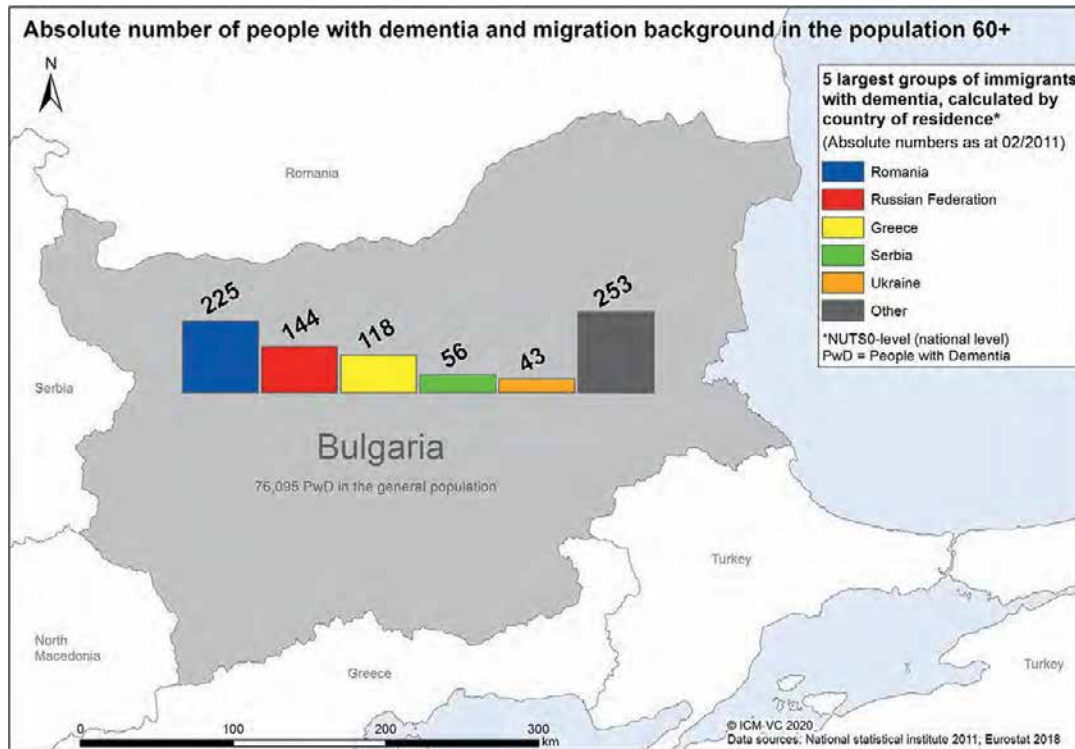 Absolute number of people with dementia and migration background in the population 60+
N
5 largest groups of immigrants
with dementia, calculated by
country of residence*
(Absolute numbers as at 02/2011)
Romania
Russian Federation
Greece
Serbia
Ukraine
Other
*NUTS0-level (national level)
PwD = People with Dementia
Romania
225
144
118
56
43
253
Serbia
Bulgaria
76,095 PwD in the general population
Turkey
North
Macedonia
Greece
Turkey
0 100 200 300
km
© ICM-VC 2020
Data sources: National statistical institute 2011; Eurostat 2018